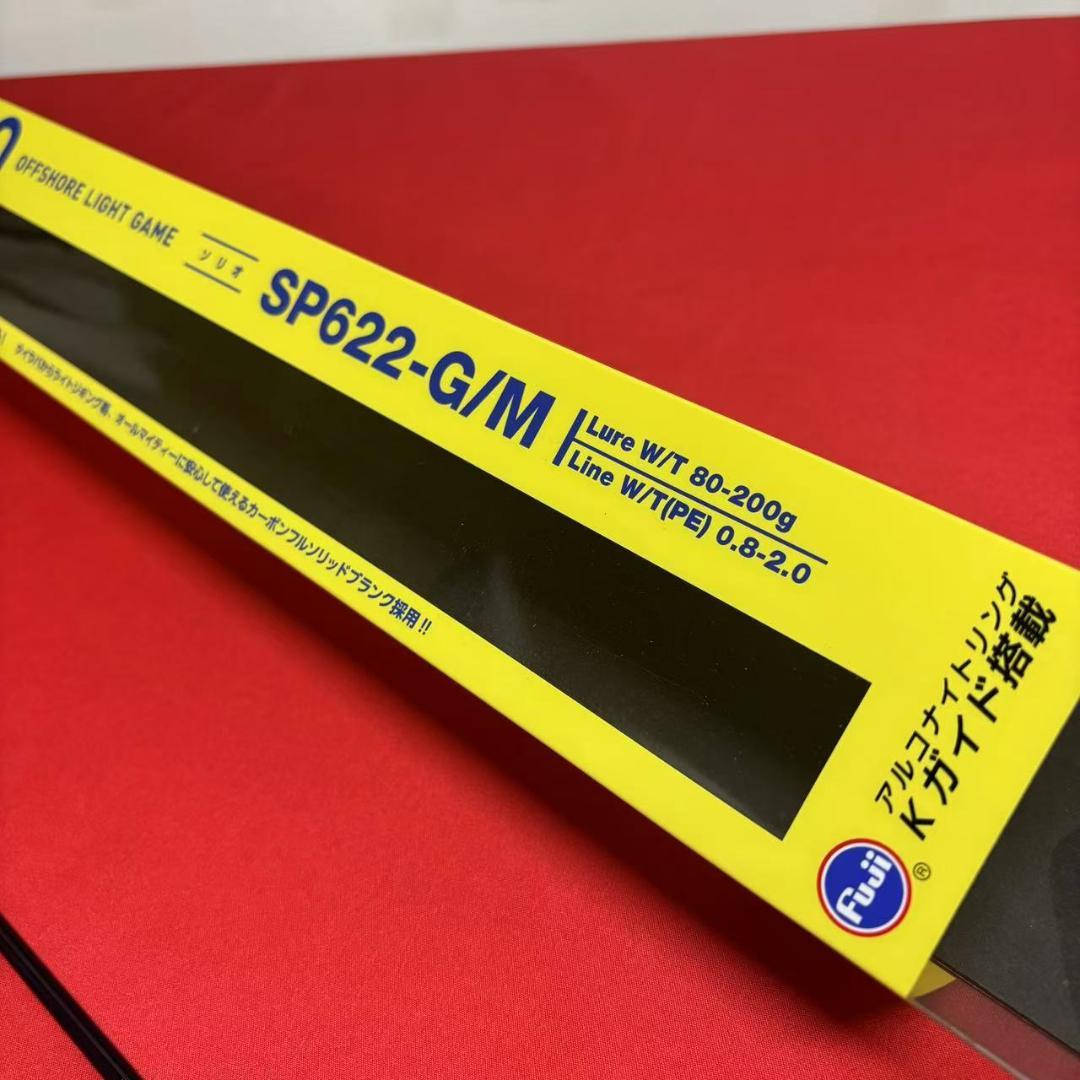 OFFSHORE LIGHT GAME
ソリオ
SP622-G/M
Lure W/T 80-200g
Line W/T(PE) 0.8-2.0
タイラバからライトジギング等、オールマイティーに安心して使えるカーボンフルソリッドブランク採用!!
アルコナイトリング
Kガイド搭載
Fuji®